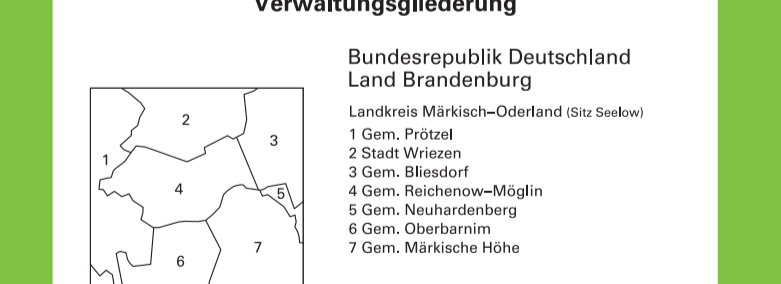 Verwaltungsgliederung
Bundesrepublik Deutschland
Land Brandenburg
Landkreis Märkisch–Oderland (Sitz Seelow)
1 Gem. Prötzel
2 Stadt Wriezen
3 Gem. Bliesdorf
4 Gem. Reichenow–Möglin
5 Gem. Neuhardenberg
6 Gem. Oberbarnim
7 Gem. Märkische Höhe
2
3
1
4
5
7
6